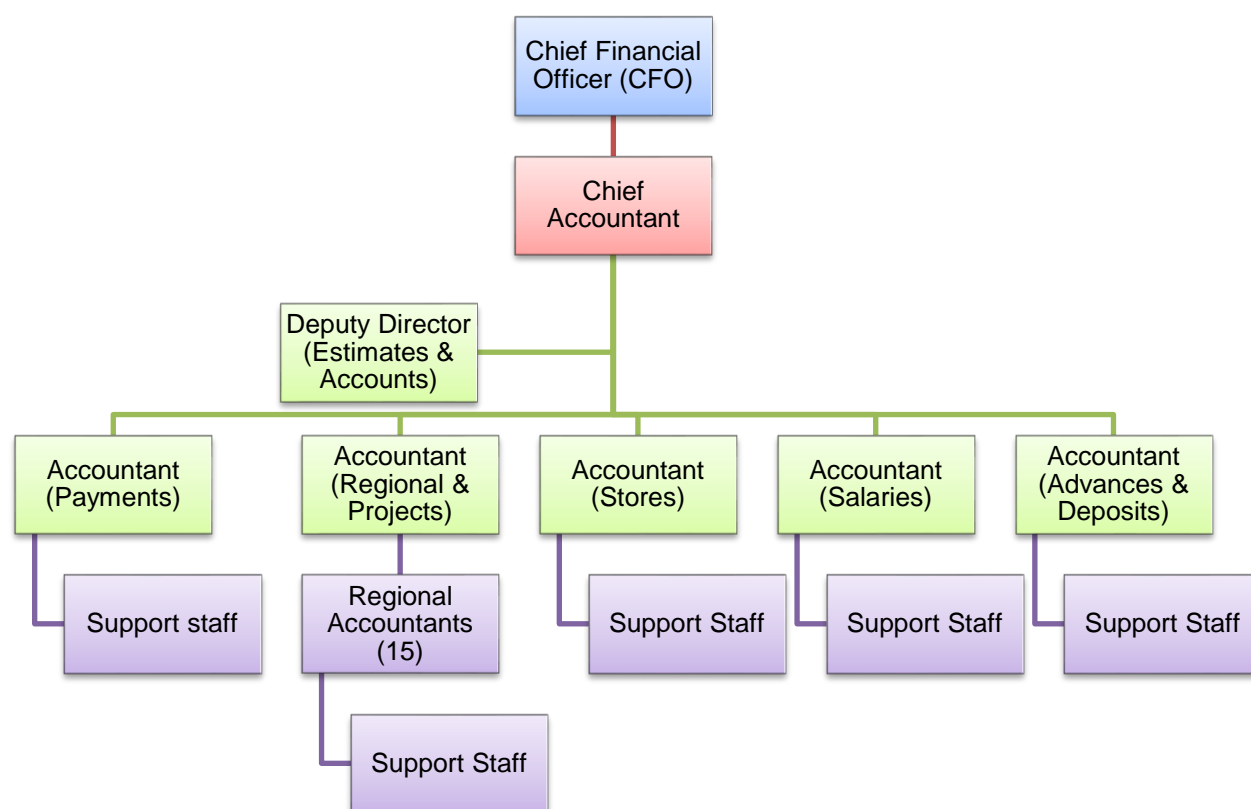 Chief Financial
Officer (CFO)
Chief
Accountant
Deputy Director
(Estimates &
Accounts)
Accountant
(Payments)
Accountant
(Regional &
Projects)
Accountant
(Stores)
Accountant
(Salaries)
Accountant
(Advances &
Deposits)
Support staff
Regional
Accountants
(15)
Support Staff
Support Staff
Support Staff
Support Staff